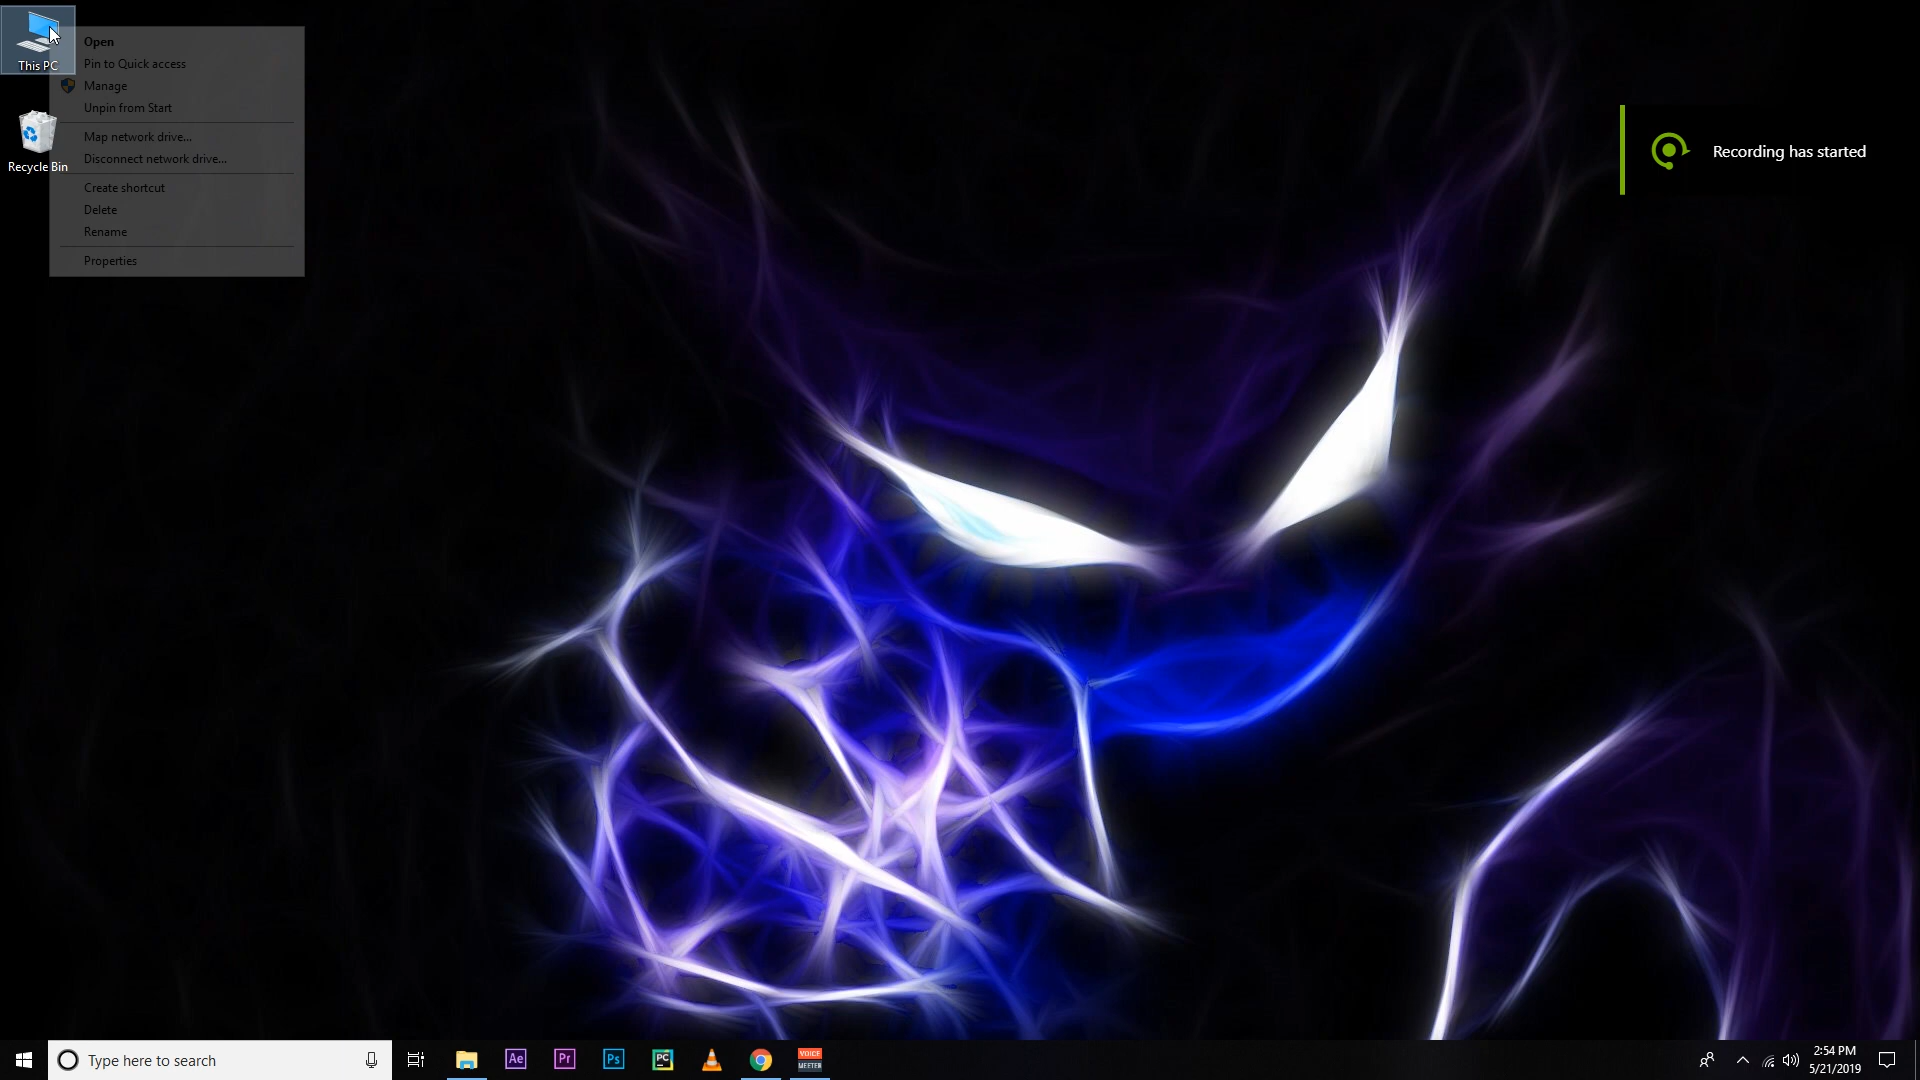 This PC
Open
Pin to Quick access
Manage
Unpin from Start
Map network drive...
Disconnect network drive...
Create shortcut
Delete
Rename
Properties
Recycle Bin
Recording has started
Type here to search
Ae
Pr
Ps
PC
VOICE
MEETER
2:54 PM
5/21/2019